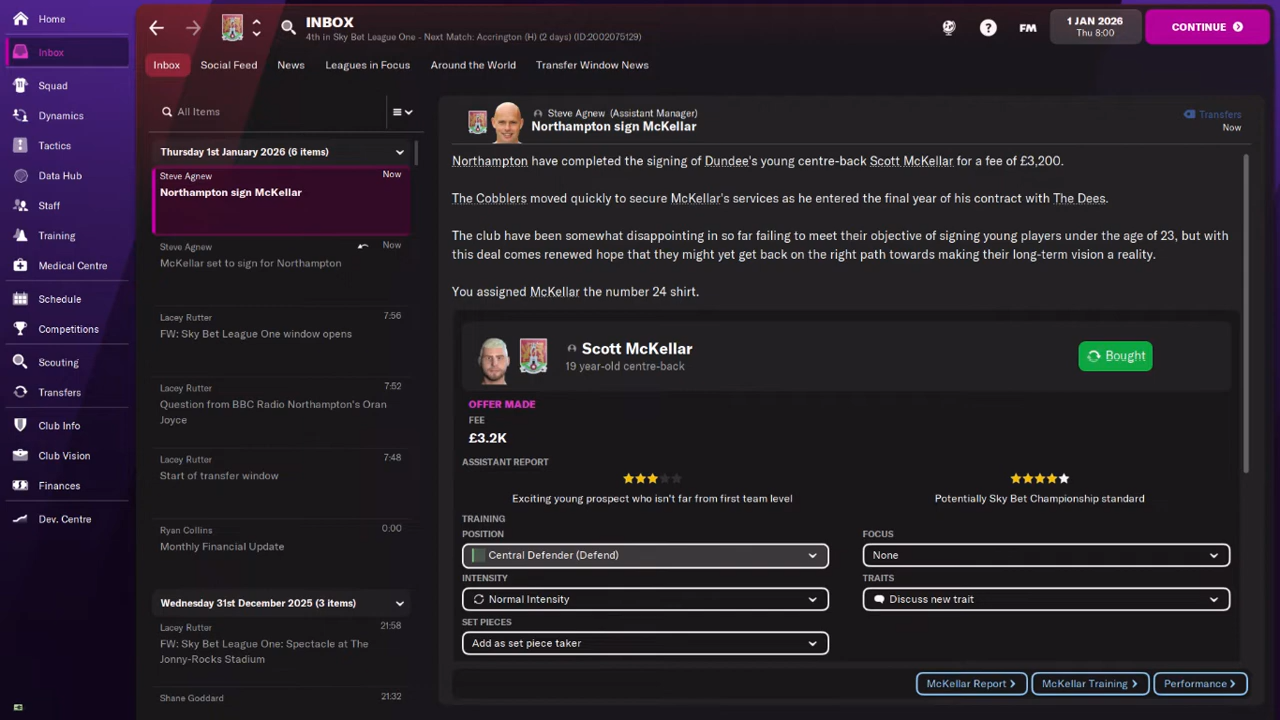 Home
Inbox
Squad
Dynamics
Tactics
Data Hub
Staff
Training
Medical Centre
Schedule
Competitions
Scouting
Transfers
Club Info
Club Vision
Finances
Dev. Centre
INBOX
4th in Sky Bet League One - Next Match: Accrington (H) (2 days) (ID:2002075129)
FM
1 JAN 2026
Thu 8:00
CONTINUE
Inbox
Social Feed
News
Leagues in Focus
Around the World
Transfer Window News
All Items
Thursday 1st January 2026 (6 items)
Steve Agnew
Now
Northampton sign McKellar
Steve Agnew
Now
McKellar set to sign for Northampton
Lacey Rutter
7:56
FW: Sky Bet League One window opens
Lacey Rutter
7:52
Question from BBC Radio Northampton's Oran
Joyce
Lacey Rutter
7:48
Start of transfer window
Ryan Collins
0:00
Monthly Financial Update
Wednesday 31st December 2025 (3 items)
Lacey Rutter
21:58
FW: Sky Bet League One: Spectacle at The
Jonny-Rocks Stadium
Shane Goddard
21:32
Steve Agnew (Assistant Manager)
Northampton sign McKellar
Transfers
Now
Northampton have completed the signing of Dundee's young centre-back Scott McKellar for a fee of £3,200.
The Cobblers moved quickly to secure McKellar's services as he entered the final year of his contract with The Dees.
The club have been somewhat disappointing in so far failing to meet their objective of signing young players under the age of 23, but with
this deal comes renewed hope that they might yet get back on the right path towards making their long-term vision a reality.
You assigned McKellar the number 24 shirt.
Scott McKellar
19 year-old centre-back
Bought
OFFER MADE
FEE
£3.2K
ASSISTANT REPORT
Exciting young prospect who isn't far from first team level
Potentially Sky Bet Championship standard
TRAINING
POSITION
Central Defender (Defend)
FOCUS
None
INTENSITY
Normal Intensity
TRAITS
Discuss new trait
SET PIECES
Add as set piece taker
McKellar Report
McKellar Training
Performance